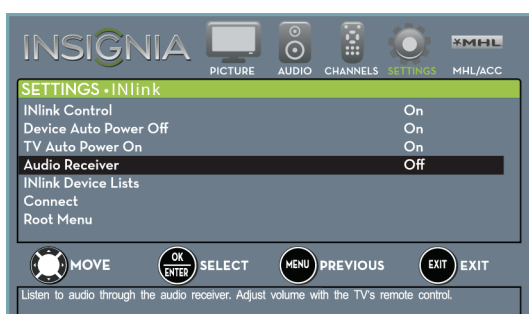 INSIGNIA
PICTURE AUDIO CHANNELS SETTINGS MHL/ACC
MHL
SETTINGS • INlink
INlink Control On
Device Auto Power Off On
TV Auto Power On On
Audio Receiver Off
INlink Device Lists
Connect
Root Menu
MOVE OK ENTER SELECT MENU PREVIOUS EXIT EXIT
Listen to audio through the audio receiver. Adjust volume with the TV's remote control.